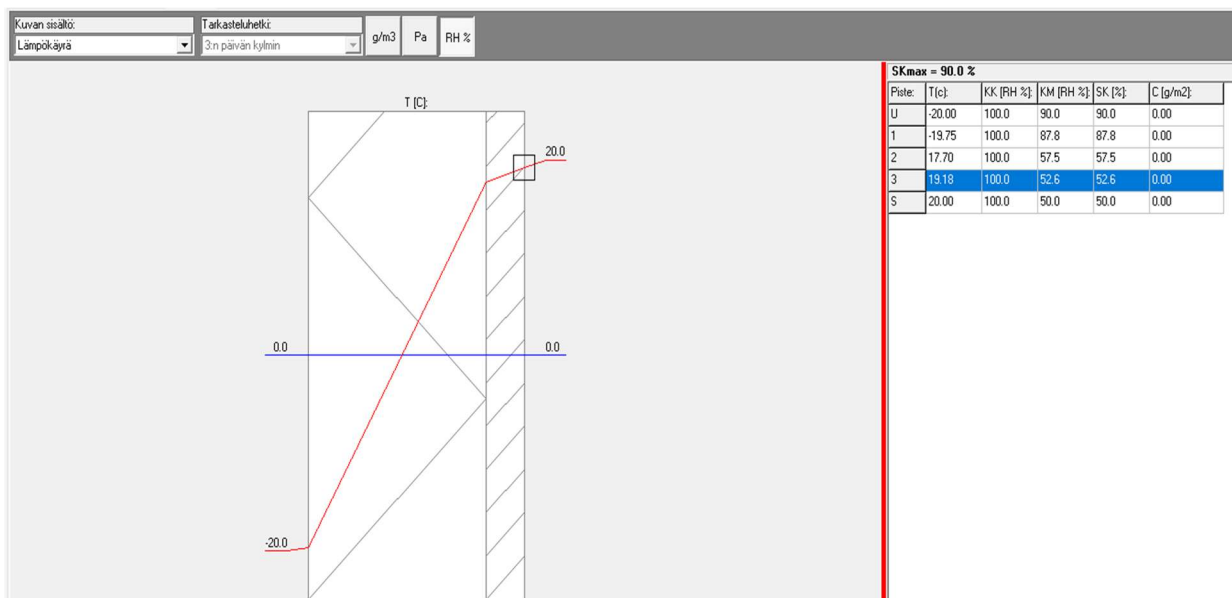 Kuvan sisältö:
Tarkasteluhetki:
Lämpökäyrä
3:n päivän kylmin
g/m3
Pa
RH %
T [C]:
20.0
0.0
0.0
-20.0
SKmax = 90.0 %
Piste: T(c): KK [RH %]: KM [RH %]: SK [%]: C [g/m2]:
U -20.00 100.0 90.0 90.0 0.00
1 -19.75 100.0 87.8 87.8 0.00
2 17.70 100.0 57.5 57.5 0.00
3 19.18 100.0 52.6 52.6 0.00
S 20.00 100.0 50.0 50.0 0.00